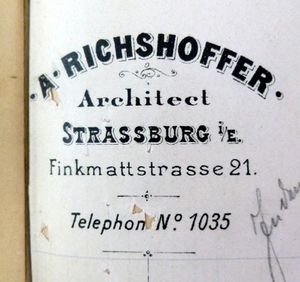 ·A·RICHSHOFFER·
Architect
STRASSBURG i/E.
Finkmattstrasse 21.
Telephon No. 1035